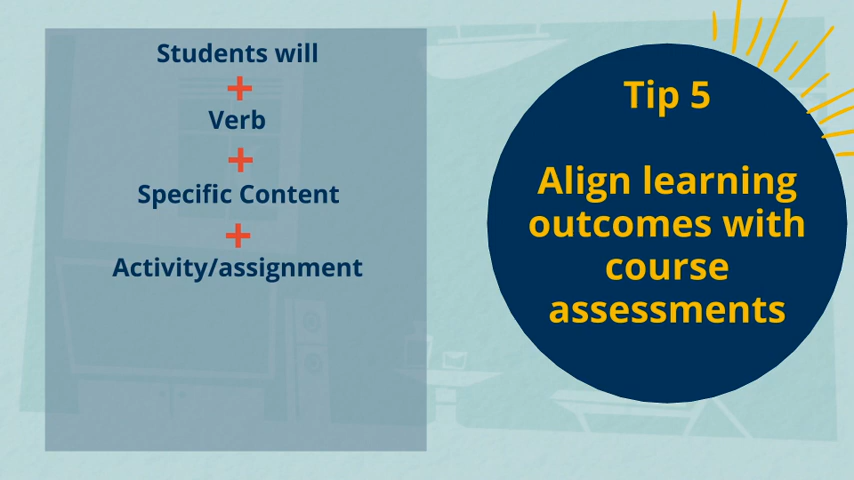 Students will
+
Verb
+
Specific Content
+
Activity/assignment
Tip 5
Align learning
outcomes with
course
assessments